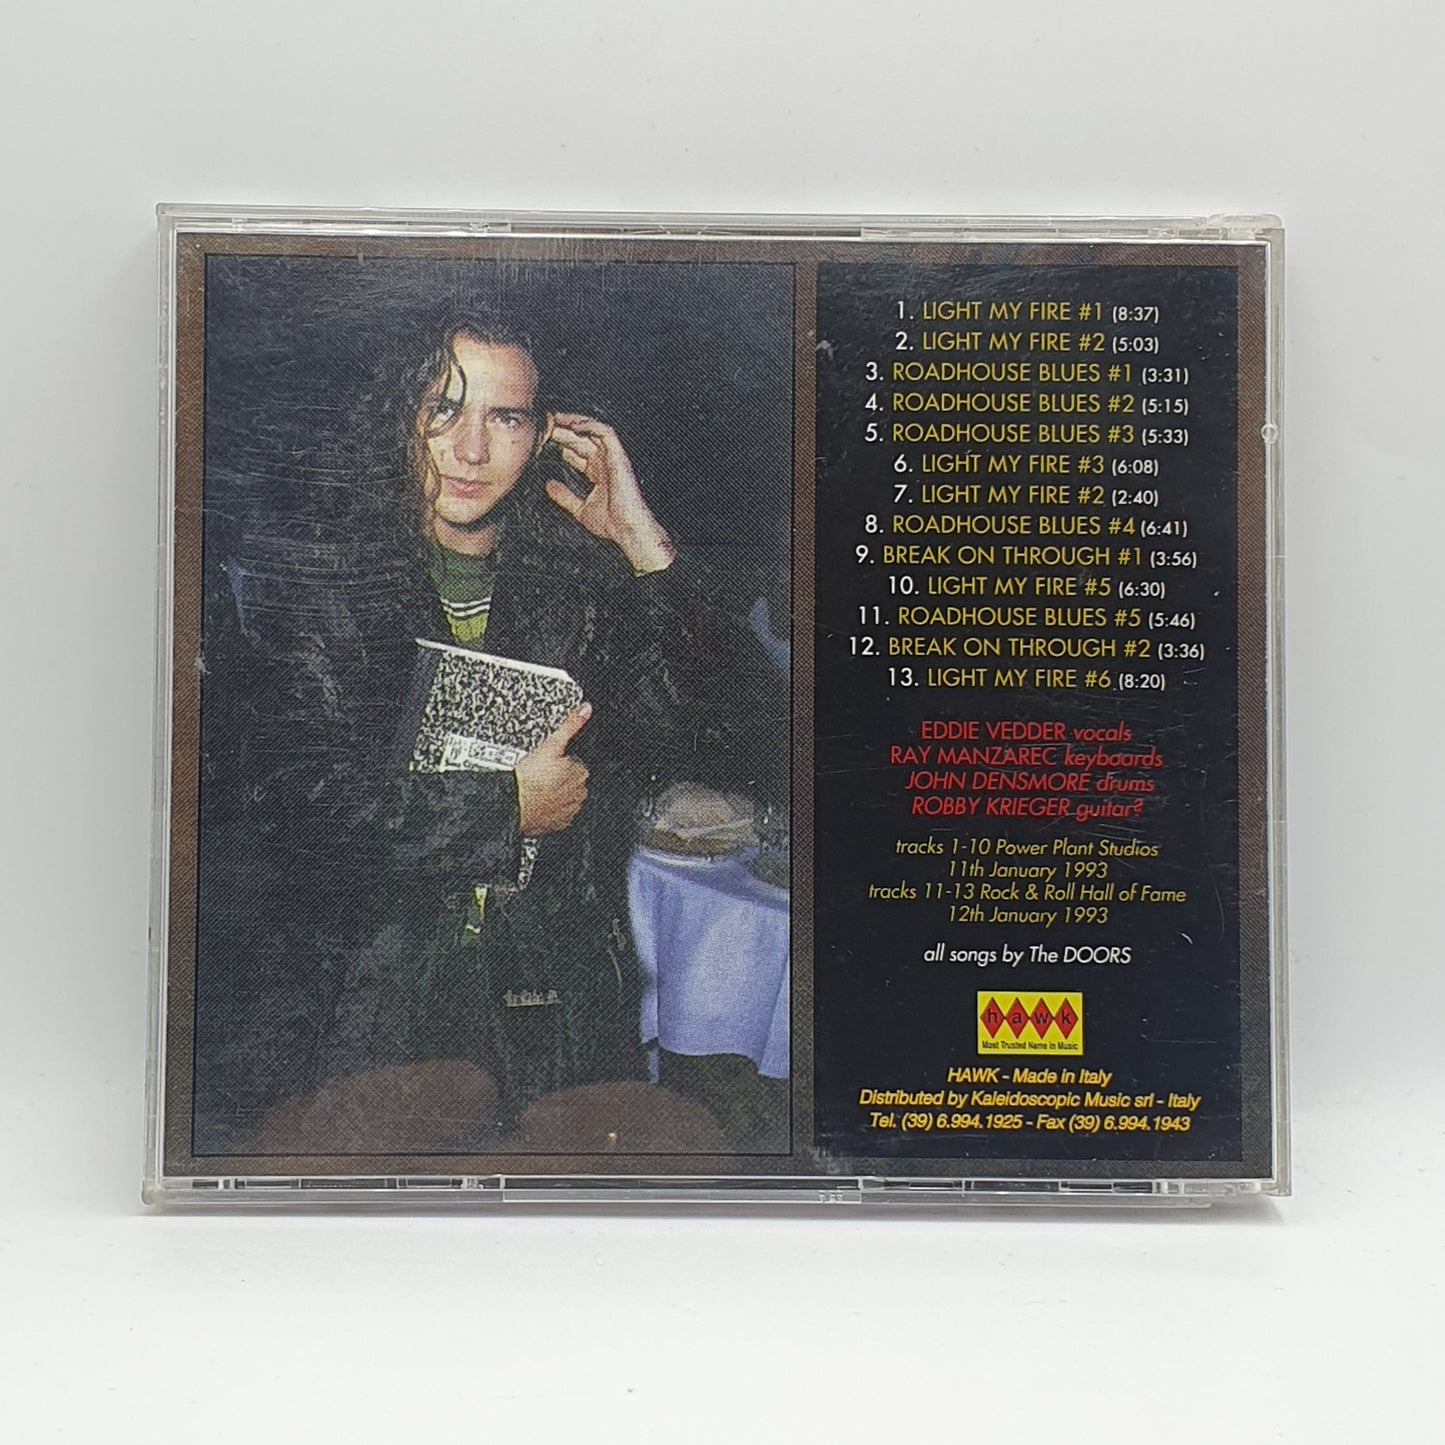 1. LIGHT MY FIRE #1 (8:37)
2. LIGHT MY FIRE #2 (5:03)
3. ROADHOUSE BLUES #1 (3:31)
4. ROADHOUSE BLUES #2 (5:15)
5. ROADHOUSE BLUES #3 (5:33)
6. LIGHT MY FIRE #3 (6:08)
7. LIGHT MY FIRE #2 (2:40)
8. ROADHOUSE BLUES #4 (6:41)
9. BREAK ON THROUGH #1 (3:56)
10. LIGHT MY FIRE #5 (6:30)
11. ROADHOUSE BLUES #5 (5:46)
12. BREAK ON THROUGH #2 (3:36)
13. LIGHT MY FIRE #6 (8:20)
EDDIE VEDDER vocals
RAY MANZAREC keyboards
JOHN DENSMORE drums
ROBBY KRIEGER guitar?
tracks 1-10 Power Plant Studios
11th January 1993
tracks 11-13 Rock & Roll Hall of Fame
12th January 1993
all songs by The DOORS
hawk
Most Trusted Name in Music
HAWK - Made in Italy
Distributed by Kaleidoscopic Music srl - Italy
Tel. (39) 6.994.1925 - Fax (39) 6.994.1943